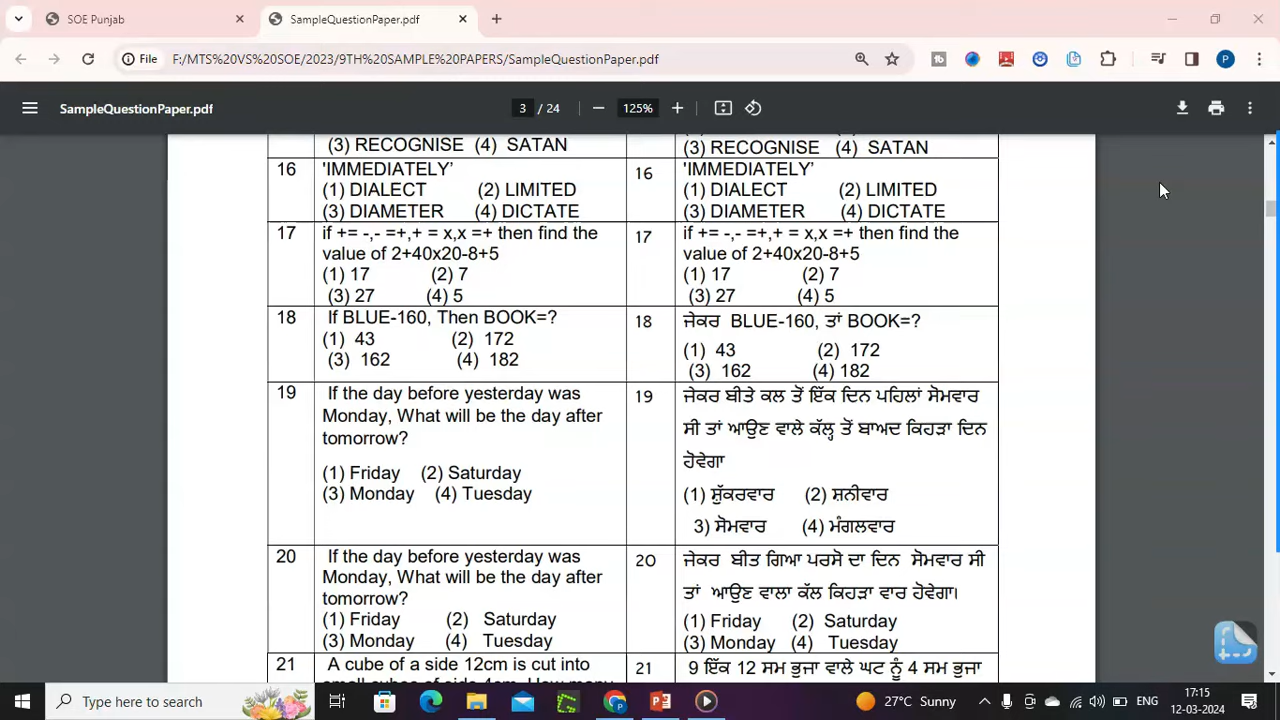 SOE Punjab
SampleQuestionPaper.pdf
File F:/MTS%20VS%20SOE/2023/9TH%20SAMPLE%20PAPERS/SampleQuestionPaper.pdf
P
SampleQuestionPaper.pdf
3 / 24
125%
(3) RECOGNISE (4) SATAN
16 'IMMEDIATELY'
(1) DIALECT (2) LIMITED
(3) DIAMETER (4) DICTATE
17 if += -,- =+,+ = x,x =+ then find the
value of 2+40x20-8+5
(1) 17 (2) 7
(3) 27 (4) 5
18 If BLUE-160, Then BOOK=?
(1) 43 (2) 172
(3) 162 (4) 182
19 If the day before yesterday was
Monday, What will be the day after
tomorrow?
(1) Friday (2) Saturday
(3) Monday (4) Tuesday
20 If the day before yesterday was
Monday, What will be the day after
tomorrow?
(1) Friday (2) Saturday
(3) Monday (4) Tuesday
21 A cube of a side 12cm is cut into
(3) RECOGNISE (4) SATAN
16 'IMMEDIATELY'
(1) DIALECT (2) LIMITED
(3) DIAMETER (4) DICTATE
17 if += -,- =+,+ = x,x =+ then find the
value of 2+40x20-8+5
(1) 17 (2) 7
(3) 27 (4) 5
18 ਜੇਕਰ BLUE-160, ਤਾਂ BOOK=?
(1) 43 (2) 172
(3) 162 (4) 182
19 ਜੇਕਰ ਬੀਤੇ ਕਲ ਤੋਂ ਇੱਕ ਦਿਨ ਪਹਿਲਾਂ ਸੋਮਵਾਰ
ਸੀ ਤਾਂ ਆਉਣ ਵਾਲੇ ਕੱਲ੍ਹ ਤੋਂ ਬਾਅਦ ਕਿਹੜਾ ਦਿਨ
ਹੋਵੇਗਾ
(1) ਸ਼ੁੱਕਰਵਾਰ (2) ਸ਼ਨੀਵਾਰ
3) ਸੋਮਵਾਰ (4) ਮੰਗਲਵਾਰ
20 ਜੇਕਰ ਬੀਤ ਗਿਆ ਪਰਸੋ ਦਾ ਦਿਨ ਸੋਮਵਾਰ ਸੀ
ਤਾਂ ਆਉਣ ਵਾਲਾ ਕੱਲ ਕਿਹੜਾ ਵਾਰ ਹੋਵੇਗਾ।
(1) Friday (2) Saturday
(3) Monday (4) Tuesday
21 9 ਇੱਕ 12 ਸਮ ਭੁਜਾ ਵਾਲੇ ਘਣ ਨੂੰ 4 ਸਮ ਭੁਜਾ
Type here to search
27°C Sunny
ENG
17:15
12-03-2024